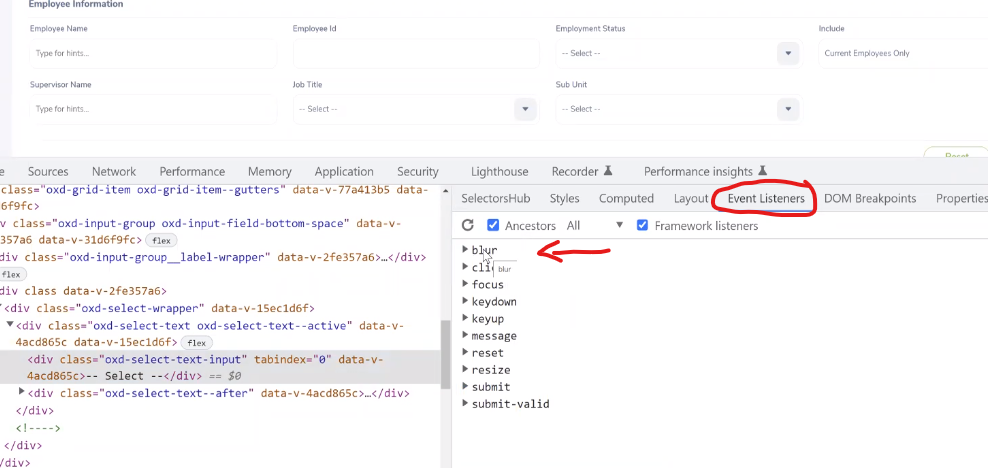 Employee Information
Employee Name
Employee Id
Employment Status
Include
Type for hints...
-- Select --
Current Employees Only
Supervisor Name
Job Title
Sub Unit
Type for hints...
-- Select --
-- Select --
Reset
e Sources Network Performance Memory Application Security Lighthouse Recorder Performance insights
class="oxd-grid-item oxd-grid-item--gutters" data-v-77a413b5 data-
6f9fc>
v class="oxd-input-group oxd-input-field-bottom-space" data-v-
357a6 data-v-31d6f9fc> flex
div class="oxd-input-group__label-wrapper" data-v-2fe357a6>…</div>
flex
div class data-v-2fe357a6>
<div class="oxd-select-wrapper" data-v-15ec1d6f>
<div class="oxd-select-text oxd-select-text--active" data-v-
4acd865c data-v-15ec1d6f> flex
<div class="oxd-select-text-input" tabindex="0" data-v-
4acd865c>-- Select --</div> == $0
<div class="oxd-select-text--after" data-v-4acd865c>…</div>
</div>
<!---->
</div>
/div>
SelectorsHub Styles Computed Layout Event Listeners DOM Breakpoints Properties
Ancestors All Framework listeners
blur
blur
focus
keydown
keyup
message
reset
resize
submit
submit-valid